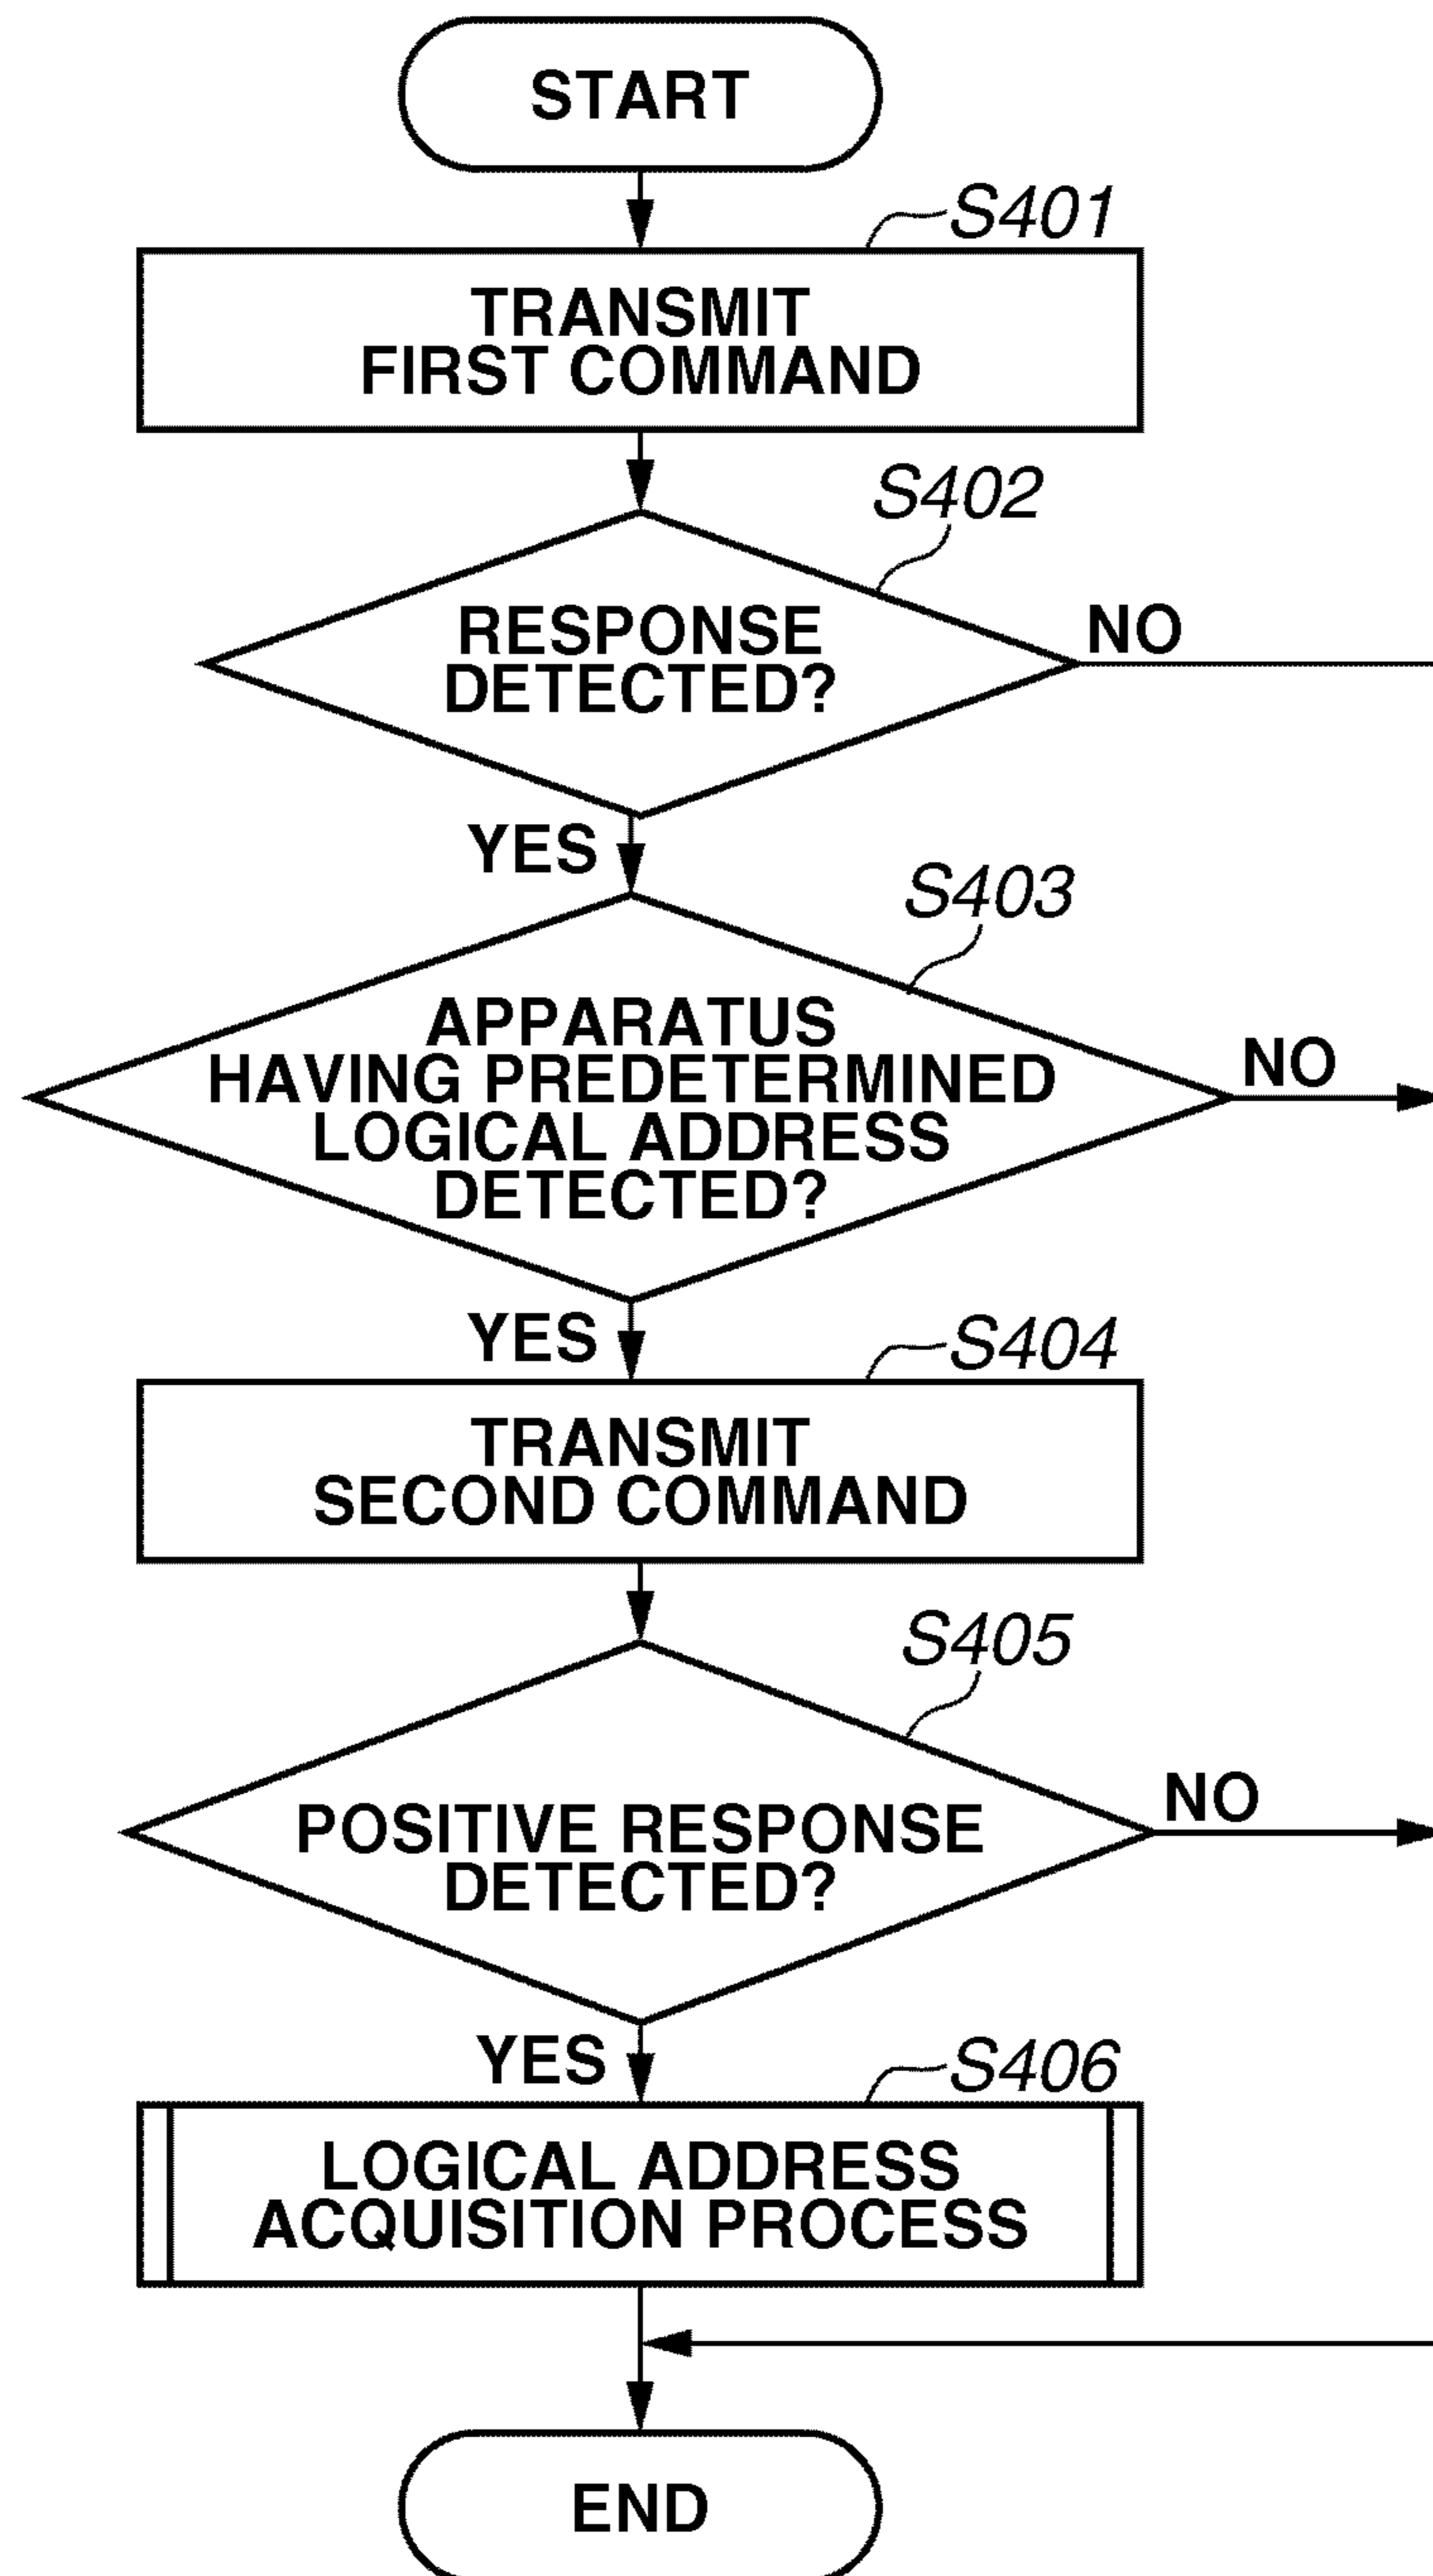 START
S401
TRANSMIT
FIRST COMMAND
S402
RESPONSE
DETECTED?
NO
YES
S403
APPARATUS
HAVING PREDETERMINED
LOGICAL ADDRESS
DETECTED?
NO
YES
S404
TRANSMIT
SECOND COMMAND
S405
POSITIVE RESPONSE
DETECTED?
NO
YES
S406
LOGICAL ADDRESS
ACQUISITION PROCESS
END